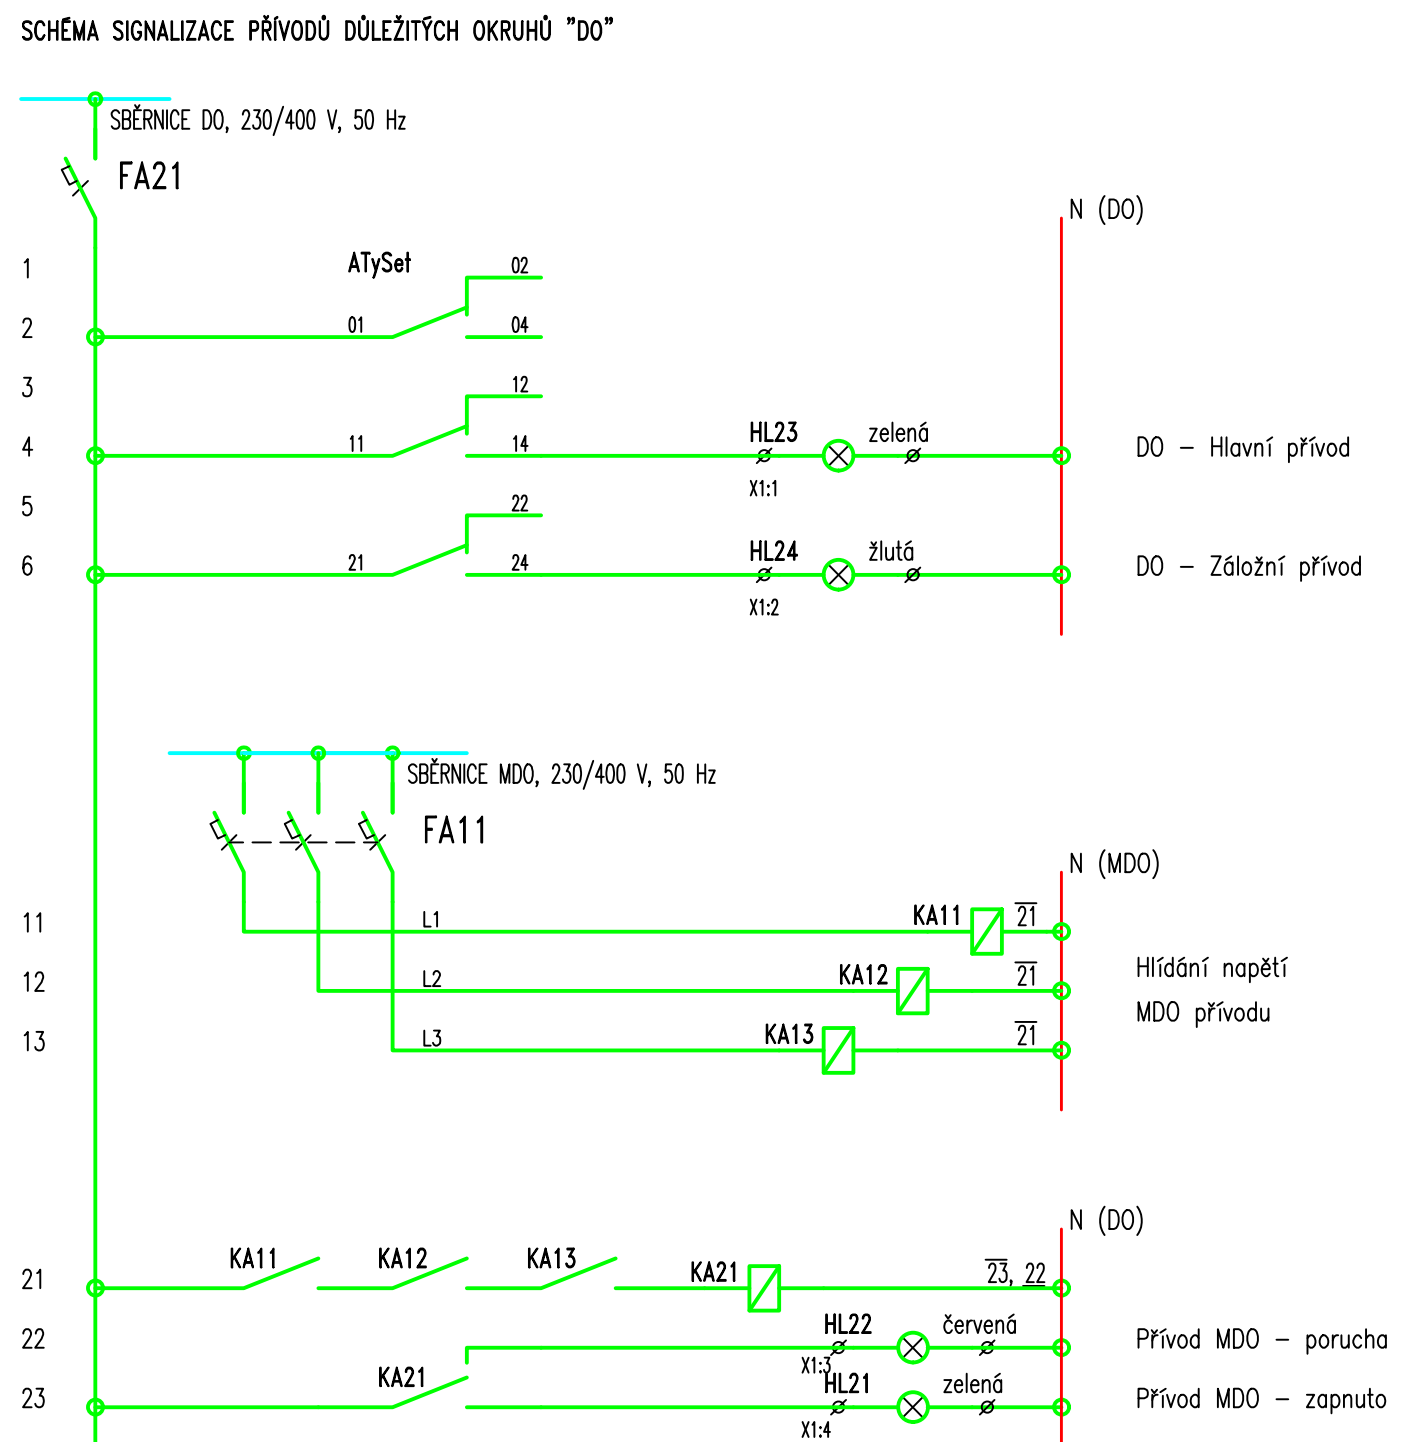 SCHÉMA SIGNALIZACE PŘÍVODŮ DŮLEŽITÝCH OKRUHŮ "DO"
SBĚRNICE DO, 230/400 V, 50 Hz
FA21
N (DO)
1
ATySet
02
2
01
04
3
12
4
11
14
HL23
zelená
X1:1
DO – Hlavní přívod
5
22
6
21
24
HL24
žlutá
X1:2
DO – Záložní přívod
SBĚRNICE MDO, 230/400 V, 50 Hz
FA11
N (MDO)
11
L1
KA11
21
12
L2
KA12
21
Hlídání napětí
MDO přívodu
13
L3
KA13
21
N (DO)
21
KA11
KA12
KA13
KA21
23, 22
22
HL22
červená
X1:3
Přívod MDO – porucha
23
KA21
HL21
zelená
X1:4
Přívod MDO – zapnuto